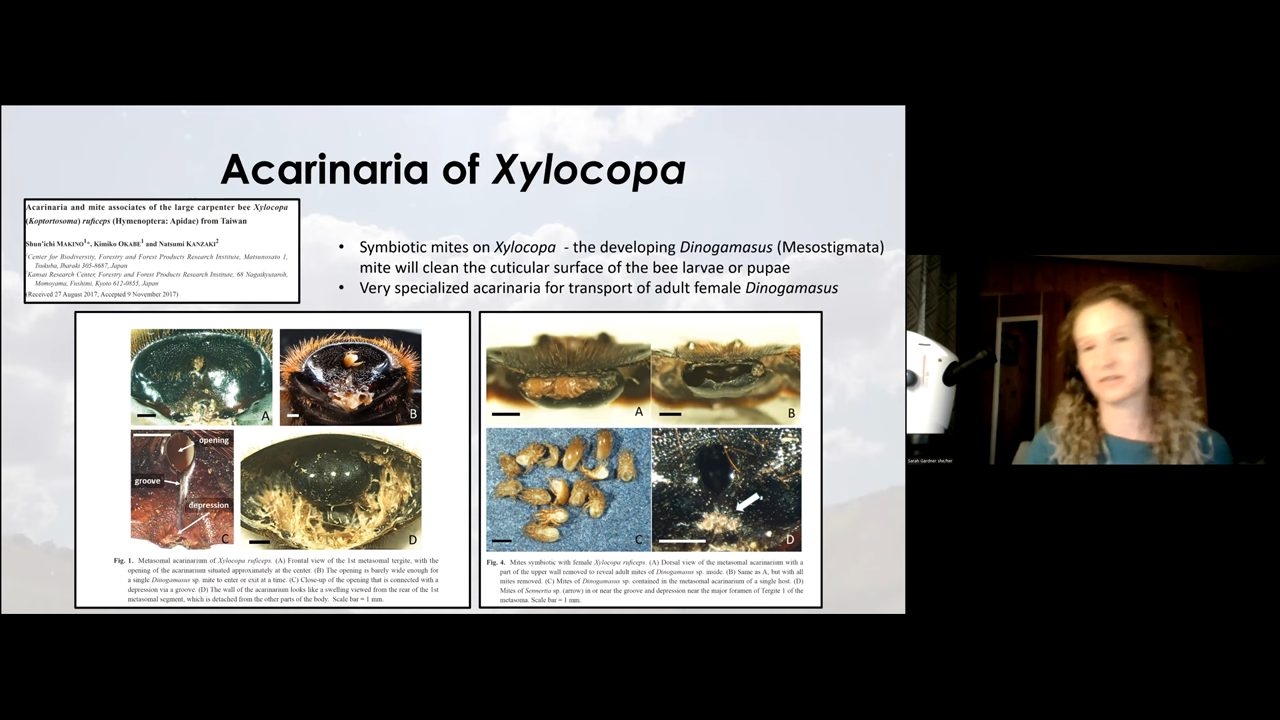 Acarinaria of Xylocopa
Acarinaria and mite associates of the large carpenter bee Xylocopa
(Koptortosoma) ruficeps (Hymenoptera: Apidae) from Taiwan
Shun'ichi MAKINO1*, Kimiko OKABE1 and Natsumi KANZAKI2
1Center for Biodiversity, Forestry and Forest Products Research Institute, Matsunosato 1,
Tsukuba, Ibaraki 305-8687, Japan
2Kansai Research Center, Forestry and Forest Products Research Institute, 68 Nagaikyutaroh,
Momoyama, Fushimi, Kyoto 612-0855, Japan
(Received 27 August 2017; Accepted 9 November 2017)
• Symbiotic mites on Xylocopa - the developing Dinogamasus (Mesostigmata)
mite will clean the cuticular surface of the bee larvae or pupae
• Very specialized acarinaria for transport of adult female Dinogamasus
A
B
opening
groove
depression
C
D
Fig. 1. Metasomal acarinarium of Xylocopa ruficeps. (A) Frontal view of the 1st metasomal tergite, with the
opening of the acarinarium situated approximately at the center. (B) The opening is barely wide enough for
a single Dinogamasus sp. mite to enter or exit at a time. (C) Close-up of the opening that is connected with a
depression via a groove. (D) The wall of the acarinarium looks like a swelling viewed from the rear of the 1st
metasomal segment, which is detached from the other parts of the body. Scale bar = 1 mm.
A
B
C
D
Fig. 4. Mites symbiotic with female Xylocopa ruficeps. (A) Dorsal view of the metasomal acarinarium with a
part of the upper wall removed to reveal adult mites of Dinogamasus sp. inside. (B) Same as A, but with all
mites removed. (C) Mites of Dinogamasus sp. contained in the metasomal acarinarium of a single host. (D)
Mites of Sennertia sp. (arrow) in or near the groove and depression near the major foramen of Tergite 1 of the
metasoma. Scale bar = 1 mm.
Sarah Gardner she/her